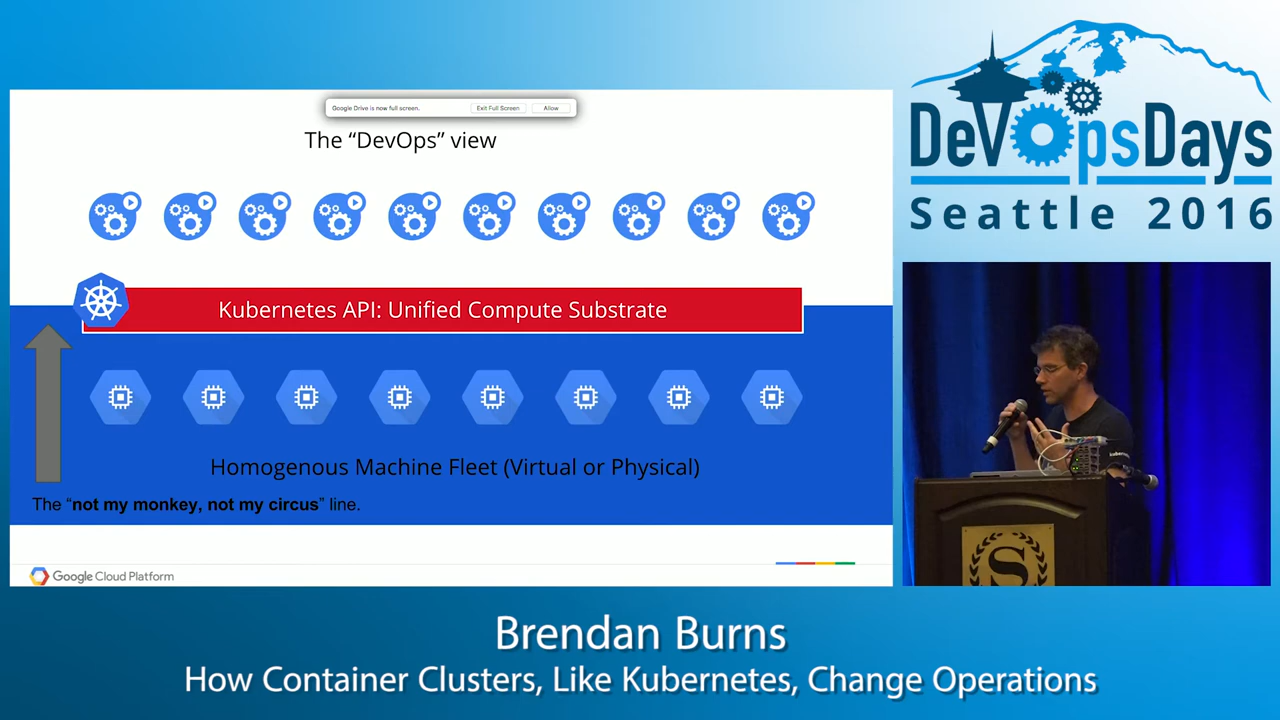 Google Drive is now full screen. Exit Full Screen Allow
The “DevOps” view
Kubernetes API: Unified Compute Substrate
Homogenous Machine Fleet (Virtual or Physical)
The “not my monkey, not my circus” line.
Google Cloud Platform
DevOpsDays
Seattle 2016
S
Brendan Burns
How Container Clusters, Like Kubernetes, Change Operations